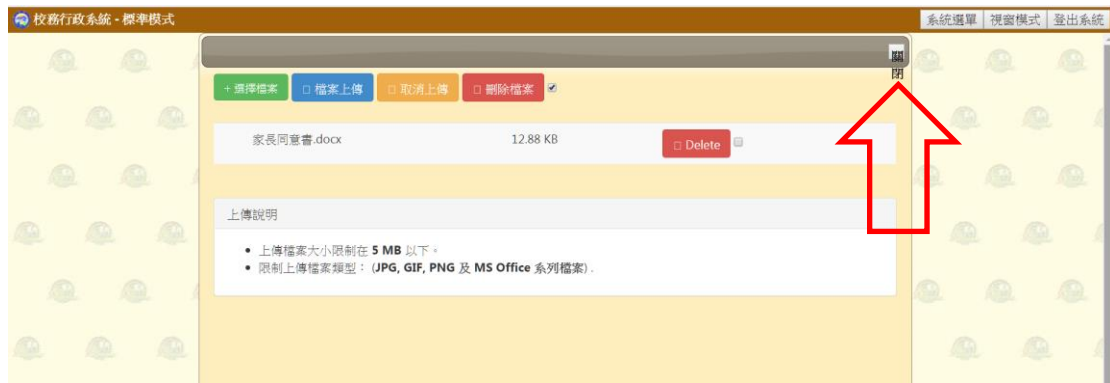 校務行政系統 - 標準模式
系統選單 視窗模式 登出系統
關閉
+ 選擇檔案 檔案上傳 取消上傳 刪除檔案
家長同意書.docx 12.88 KB Delete
上傳說明
上傳檔案大小限制在 5 MB 以下。
限制上傳檔案類型： (JPG, GIF, PNG 及 MS Office 系列檔案) .